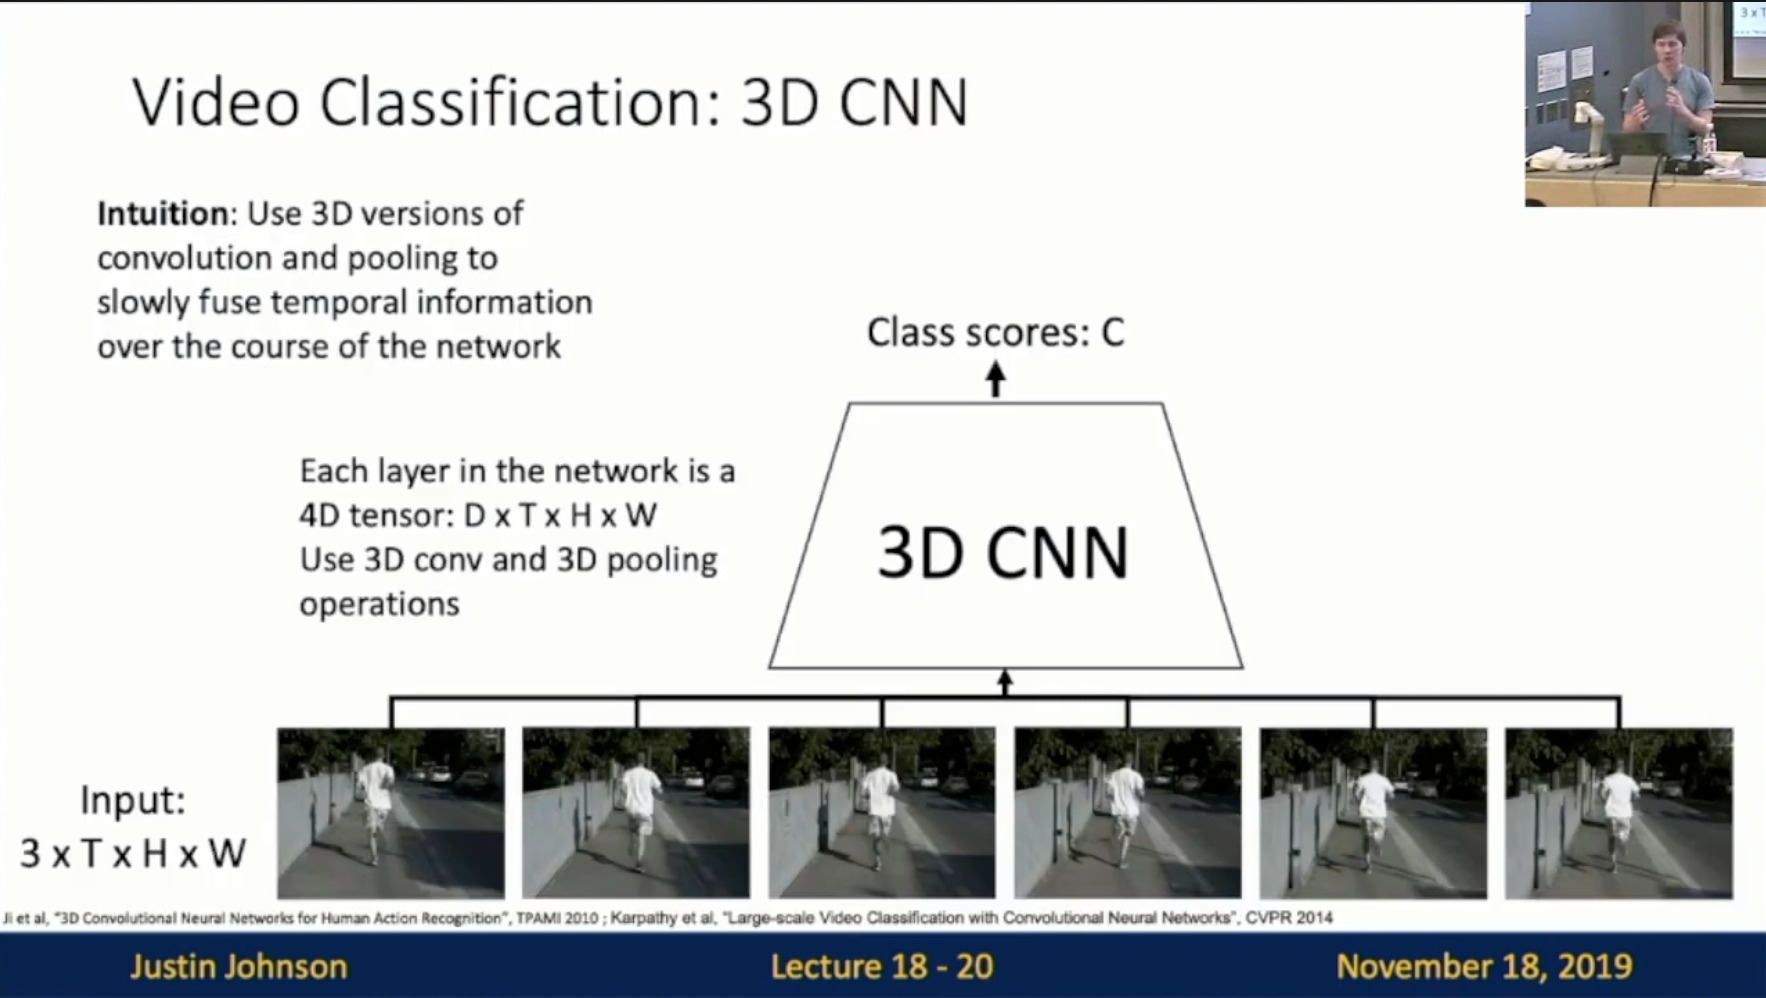 Video Classification: 3D CNN
Intuition: Use 3D versions of
convolution and pooling to
slowly fuse temporal information
over the course of the network
Class scores: C
Each layer in the network is a
4D tensor: D x T x H x W
Use 3D conv and 3D pooling
operations
3D CNN
Input:
3 x T x H x W
Ji et al, "3D Convolutional Neural Networks for Human Action Recognition", TPAMI 2010 ; Karpathy et al, "Large-scale Video Classification with Convolutional Neural Networks", CVPR 2014
Justin Johnson
Lecture 18 - 20
November 18, 2019